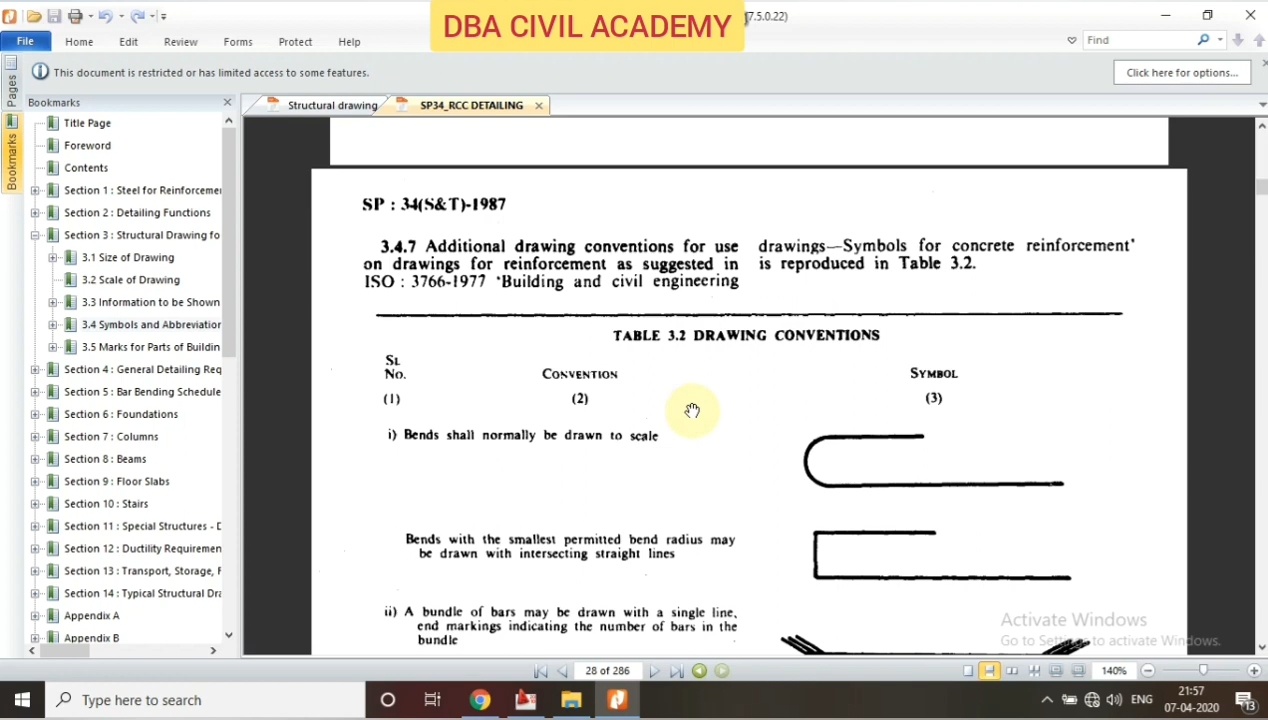 DBA CIVIL ACADEMY
(7.5.0.22)
File Home Edit Review Forms Protect Help
Find
This document is restricted or has limited access to some features.
Click here for options...
Pages
Bookmarks
Bookmarks
Title Page
Foreword
Contents
Section 1 : Steel for Reinforcemen
Section 2 : Detailing Functions
Section 3 : Structural Drawing fo
3.1 Size of Drawing
3.2 Scale of Drawing
3.3 Information to be Shown
3.4 Symbols and Abbreviation
3.5 Marks for Parts of Buildin
Section 4 : General Detailing Req
Section 5 : Bar Bending Schedule
Section 6 : Foundations
Section 7 : Columns
Section 8 : Beams
Section 9 : Floor Slabs
Section 10 : Stairs
Section 11 : Special Structures - D
Section 12 : Ductility Requiremen
Section 13 : Transport, Storage, F
Section 14 : Typical Structural Dra
Appendix A
Appendix B
Structural drawing
SP34_RCC DETAILING
SP : 34(S&T)-1987
3.4.7 Additional drawing conventions for use
on drawings for reinforcement as suggested in
ISO : 3766-1977 'Building and civil engineering
drawings—Symbols for concrete reinforcement'
is reproduced in Table 3.2.
TABLE 3.2 DRAWING CONVENTIONS
SL
No.
CONVENTION
SYMBOL
(1)
(2)
(3)
i) Bends shall normally be drawn to scale
Bends with the smallest permitted bend radius may
be drawn with intersecting straight lines
ii) A bundle of bars may be drawn with a single line,
end markings indicating the number of bars in the
bundle
Activate Windows
Go to Settings to activate Windows.
28 of 286
140%
Type here to search
ENG
21:57
07-04-2020
13